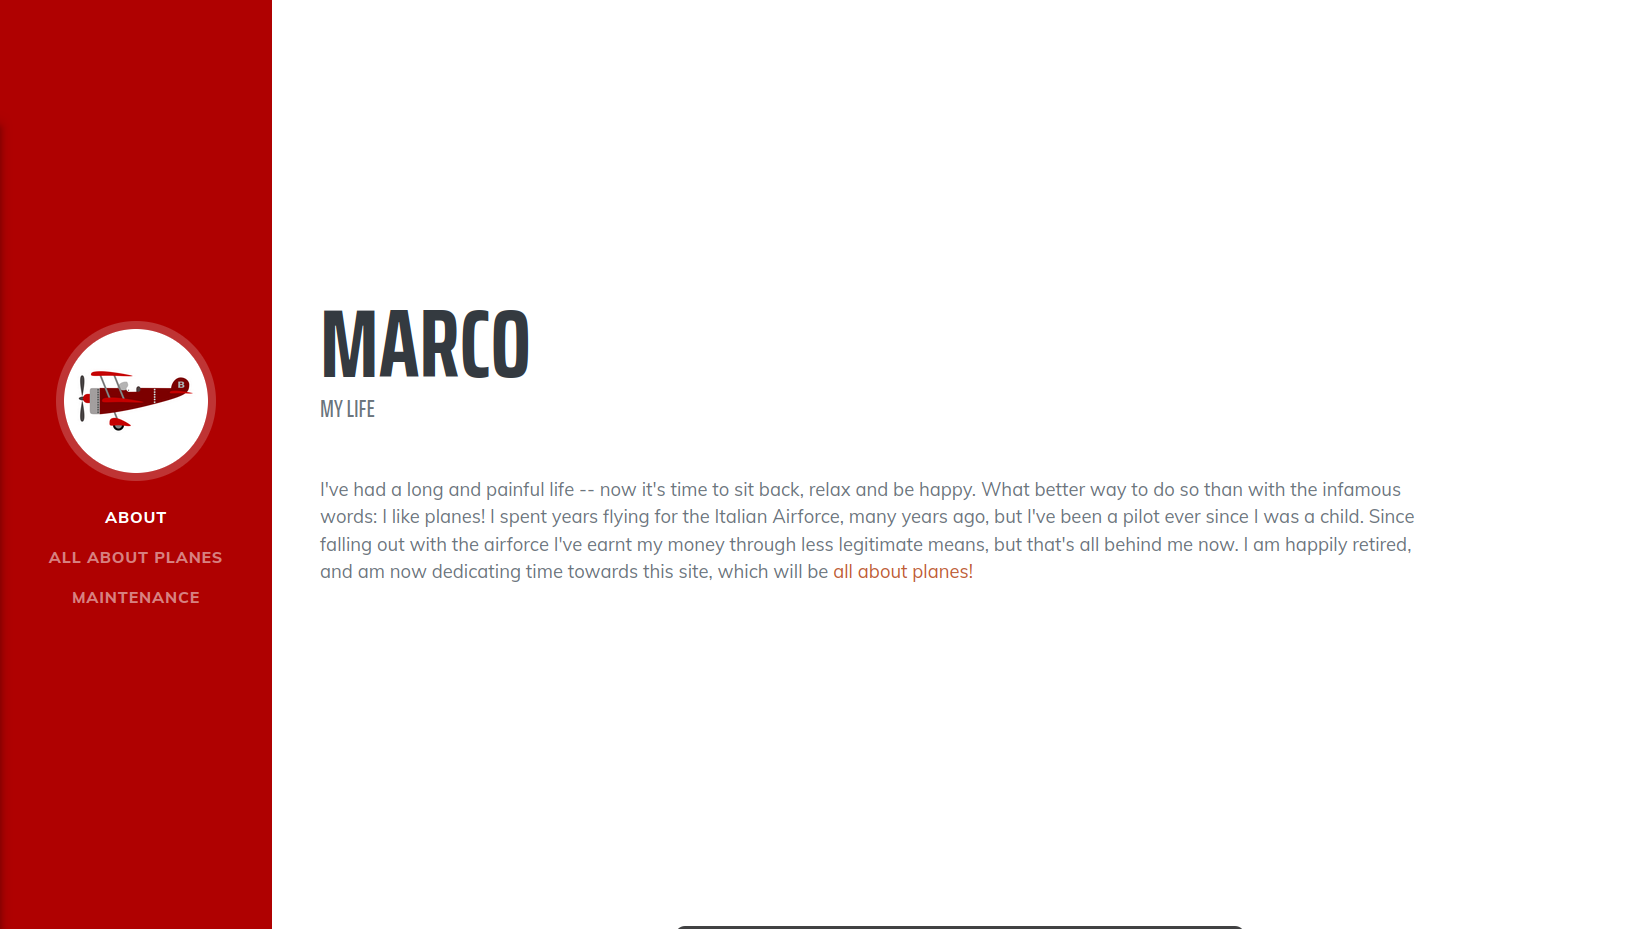 B
ABOUT
ALL ABOUT PLANES
MAINTENANCE
MARCO
MY LIFE
I've had a long and painful life -- now it's time to sit back, relax and be happy. What better way to do so than with the infamous
words: I like planes! I spent years flying for the Italian Airforce, many years ago, but I've been a pilot ever since I was a child. Since
falling out with the airforce I've earnt my money through less legitimate means, but that's all behind me now. I am happily retired,
and am now dedicating time towards this site, which will be all about planes!